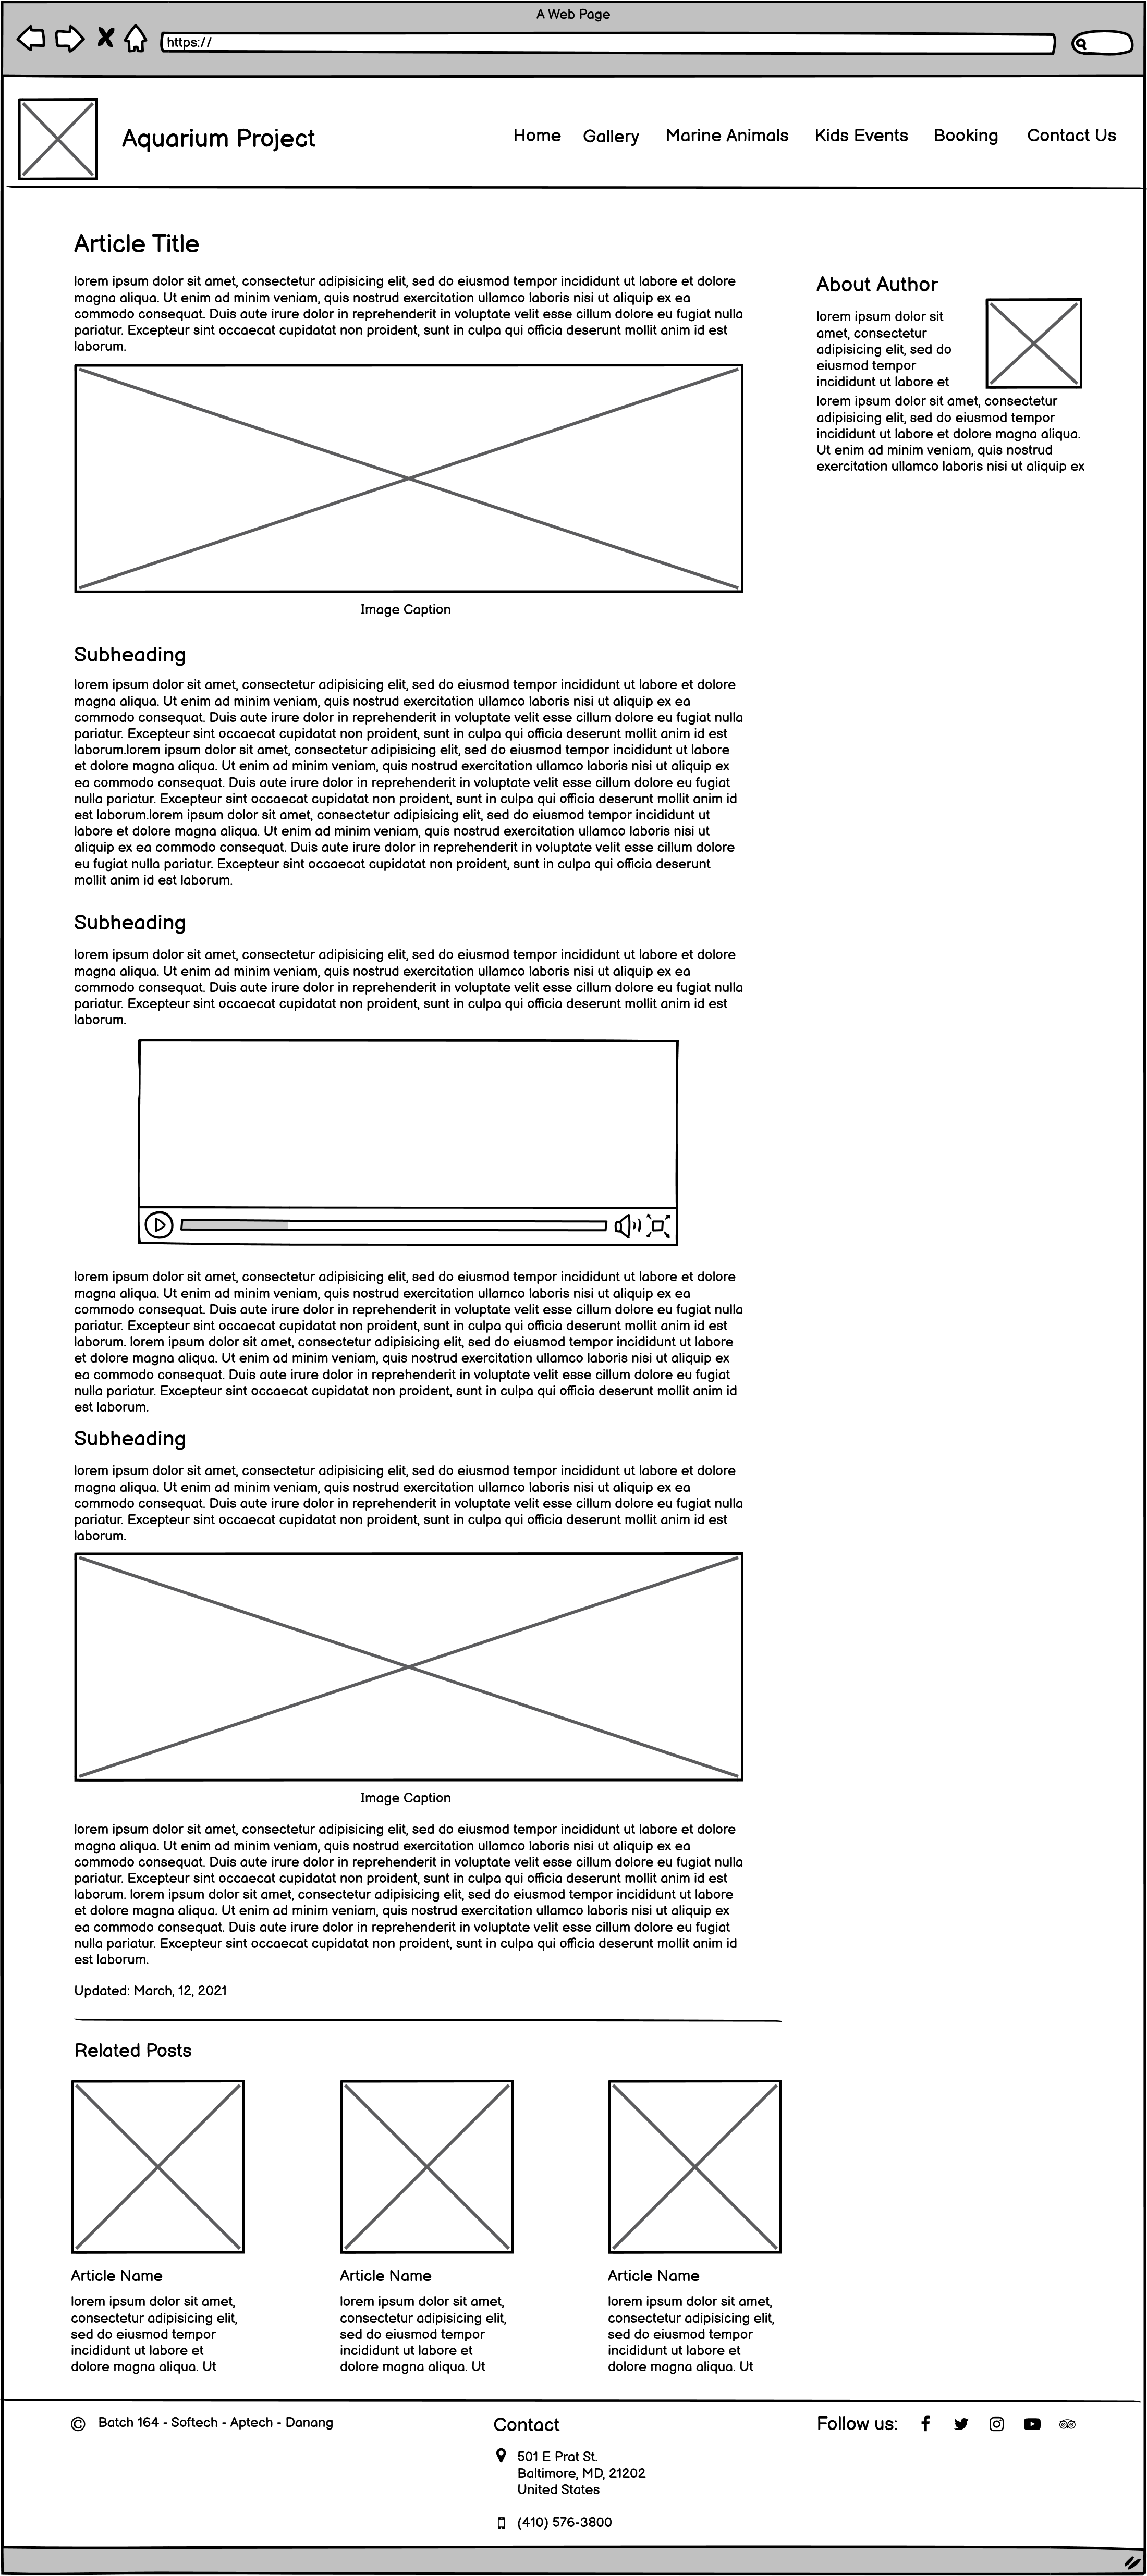 A Web Page
https://
Aquarium Project
Home Gallery Marine Animals Kids Events Booking Contact Us
Article Title
lorem ipsum dolor sit amet, consectetur adipisicing elit, sed do eiusmod tempor incididunt ut labore et dolore
magna aliqua. Ut enim ad minim veniam, quis nostrud exercitation ullamco laboris nisi ut aliquip ex ea
commodo consequat. Duis aute irure dolor in reprehenderit in voluptate velit esse cillum dolore eu fugiat nulla
pariatur. Excepteur sint occaecat cupidatat non proident, sunt in culpa qui officia deserunt mollit anim id est
laborum.
Image Caption
Subheading
lorem ipsum dolor sit amet, consectetur adipisicing elit, sed do eiusmod tempor incididunt ut labore et dolore
magna aliqua. Ut enim ad minim veniam, quis nostrud exercitation ullamco laboris nisi ut aliquip ex ea
commodo consequat. Duis aute irure dolor in reprehenderit in voluptate velit esse cillum dolore eu fugiat nulla
pariatur. Excepteur sint occaecat cupidatat non proident, sunt in culpa qui officia deserunt mollit anim id est
laborum.lorem ipsum dolor sit amet, consectetur adipisicing elit, sed do eiusmod tempor incididunt ut labore
et dolore magna aliqua. Ut enim ad minim veniam, quis nostrud exercitation ullamco laboris nisi ut aliquip ex
ea commodo consequat. Duis aute irure dolor in reprehenderit in voluptate velit esse cillum dolore eu fugiat
nulla pariatur. Excepteur sint occaecat cupidatat non proident, sunt in culpa qui officia deserunt mollit anim id
est laborum.lorem ipsum dolor sit amet, consectetur adipisicing elit, sed do eiusmod tempor incididunt ut
labore et dolore magna aliqua. Ut enim ad minim veniam, quis nostrud exercitation ullamco laboris nisi ut
aliquip ex ea commodo consequat. Duis aute irure dolor in reprehenderit in voluptate velit esse cillum dolore
eu fugiat nulla pariatur. Excepteur sint occaecat cupidatat non proident, sunt in culpa qui officia deserunt
mollit anim id est laborum.
Subheading
lorem ipsum dolor sit amet, consectetur adipisicing elit, sed do eiusmod tempor incididunt ut labore et dolore
magna aliqua. Ut enim ad minim veniam, quis nostrud exercitation ullamco laboris nisi ut aliquip ex ea
commodo consequat. Duis aute irure dolor in reprehenderit in voluptate velit esse cillum dolore eu fugiat nulla
pariatur. Excepteur sint occaecat cupidatat non proident, sunt in culpa qui officia deserunt mollit anim id est
laborum.
lorem ipsum dolor sit amet, consectetur adipisicing elit, sed do eiusmod tempor incididunt ut labore et dolore
magna aliqua. Ut enim ad minim veniam, quis nostrud exercitation ullamco laboris nisi ut aliquip ex ea
commodo consequat. Duis aute irure dolor in reprehenderit in voluptate velit esse cillum dolore eu fugiat nulla
pariatur. Excepteur sint occaecat cupidatat non proident, sunt in culpa qui officia deserunt mollit anim id est
laborum. lorem ipsum dolor sit amet, consectetur adipisicing elit, sed do eiusmod tempor incididunt ut labore
et dolore magna aliqua. Ut enim ad minim veniam, quis nostrud exercitation ullamco laboris nisi ut aliquip ex
ea commodo consequat. Duis aute irure dolor in reprehenderit in voluptate velit esse cillum dolore eu fugiat
nulla pariatur. Excepteur sint occaecat cupidatat non proident, sunt in culpa qui officia deserunt mollit anim id
est laborum.
Subheading
lorem ipsum dolor sit amet, consectetur adipisicing elit, sed do eiusmod tempor incididunt ut labore et dolore
magna aliqua. Ut enim ad minim veniam, quis nostrud exercitation ullamco laboris nisi ut aliquip ex ea
commodo consequat. Duis aute irure dolor in reprehenderit in voluptate velit esse cillum dolore eu fugiat nulla
pariatur. Excepteur sint occaecat cupidatat non proident, sunt in culpa qui officia deserunt mollit anim id est
laborum.
Image Caption
lorem ipsum dolor sit amet, consectetur adipisicing elit, sed do eiusmod tempor incididunt ut labore et dolore
magna aliqua. Ut enim ad minim veniam, quis nostrud exercitation ullamco laboris nisi ut aliquip ex ea
commodo consequat. Duis aute irure dolor in reprehenderit in voluptate velit esse cillum dolore eu fugiat nulla
pariatur. Excepteur sint occaecat cupidatat non proident, sunt in culpa qui officia deserunt mollit anim id est
laborum. lorem ipsum dolor sit amet, consectetur adipisicing elit, sed do eiusmod tempor incididunt ut labore
et dolore magna aliqua. Ut enim ad minim veniam, quis nostrud exercitation ullamco laboris nisi ut aliquip ex
ea commodo consequat. Duis aute irure dolor in reprehenderit in voluptate velit esse cillum dolore eu fugiat
nulla pariatur. Excepteur sint occaecat cupidatat non proident, sunt in culpa qui officia deserunt mollit anim id
est laborum.
Updated: March, 12, 2021
About Author
lorem ipsum dolor sit
amet, consectetur
adipisicing elit, sed do
eiusmod tempor
incididunt ut labore et
lorem ipsum dolor sit amet, consectetur
adipisicing elit, sed do eiusmod tempor
incididunt ut labore et dolore magna aliqua.
Ut enim ad minim veniam, quis nostrud
exercitation ullamco laboris nisi ut aliquip ex
Related Posts
Article Name
lorem ipsum dolor sit amet,
consectetur adipisicing elit,
sed do eiusmod tempor
incididunt ut labore et
dolore magna aliqua. Ut
Article Name
lorem ipsum dolor sit amet,
consectetur adipisicing elit,
sed do eiusmod tempor
incididunt ut labore et
dolore magna aliqua. Ut
Article Name
lorem ipsum dolor sit amet,
consectetur adipisicing elit,
sed do eiusmod tempor
incididunt ut labore et
dolore magna aliqua. Ut
© Batch 164 - Softech - Aptech - Danang
Contact
501 E Prat St.
Baltimore, MD, 21202
United States
(410) 576-3800
Follow us: